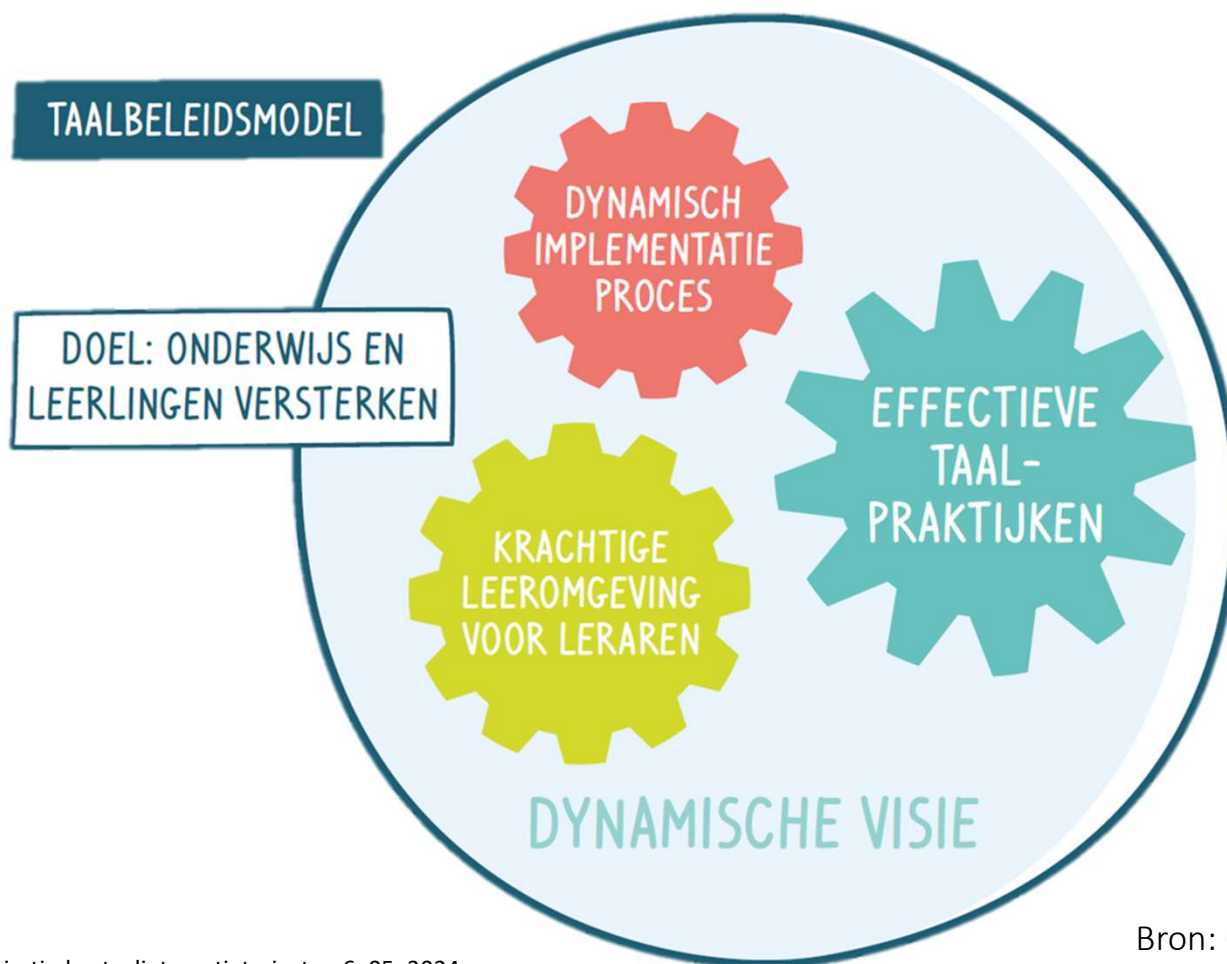 TAALBELEIDSMODEL
DOEL: ONDERWIJS EN
LEERLINGEN VERSTERKEN
DYNAMISCH
IMPLEMENTATIE
PROCES
EFFECTIEVE
TAAL-
PRAKTIJKEN
KRACHTIGE
LEEROMGEVING
VOOR LERAREN
DYNAMISCHE VISIE
Bron: